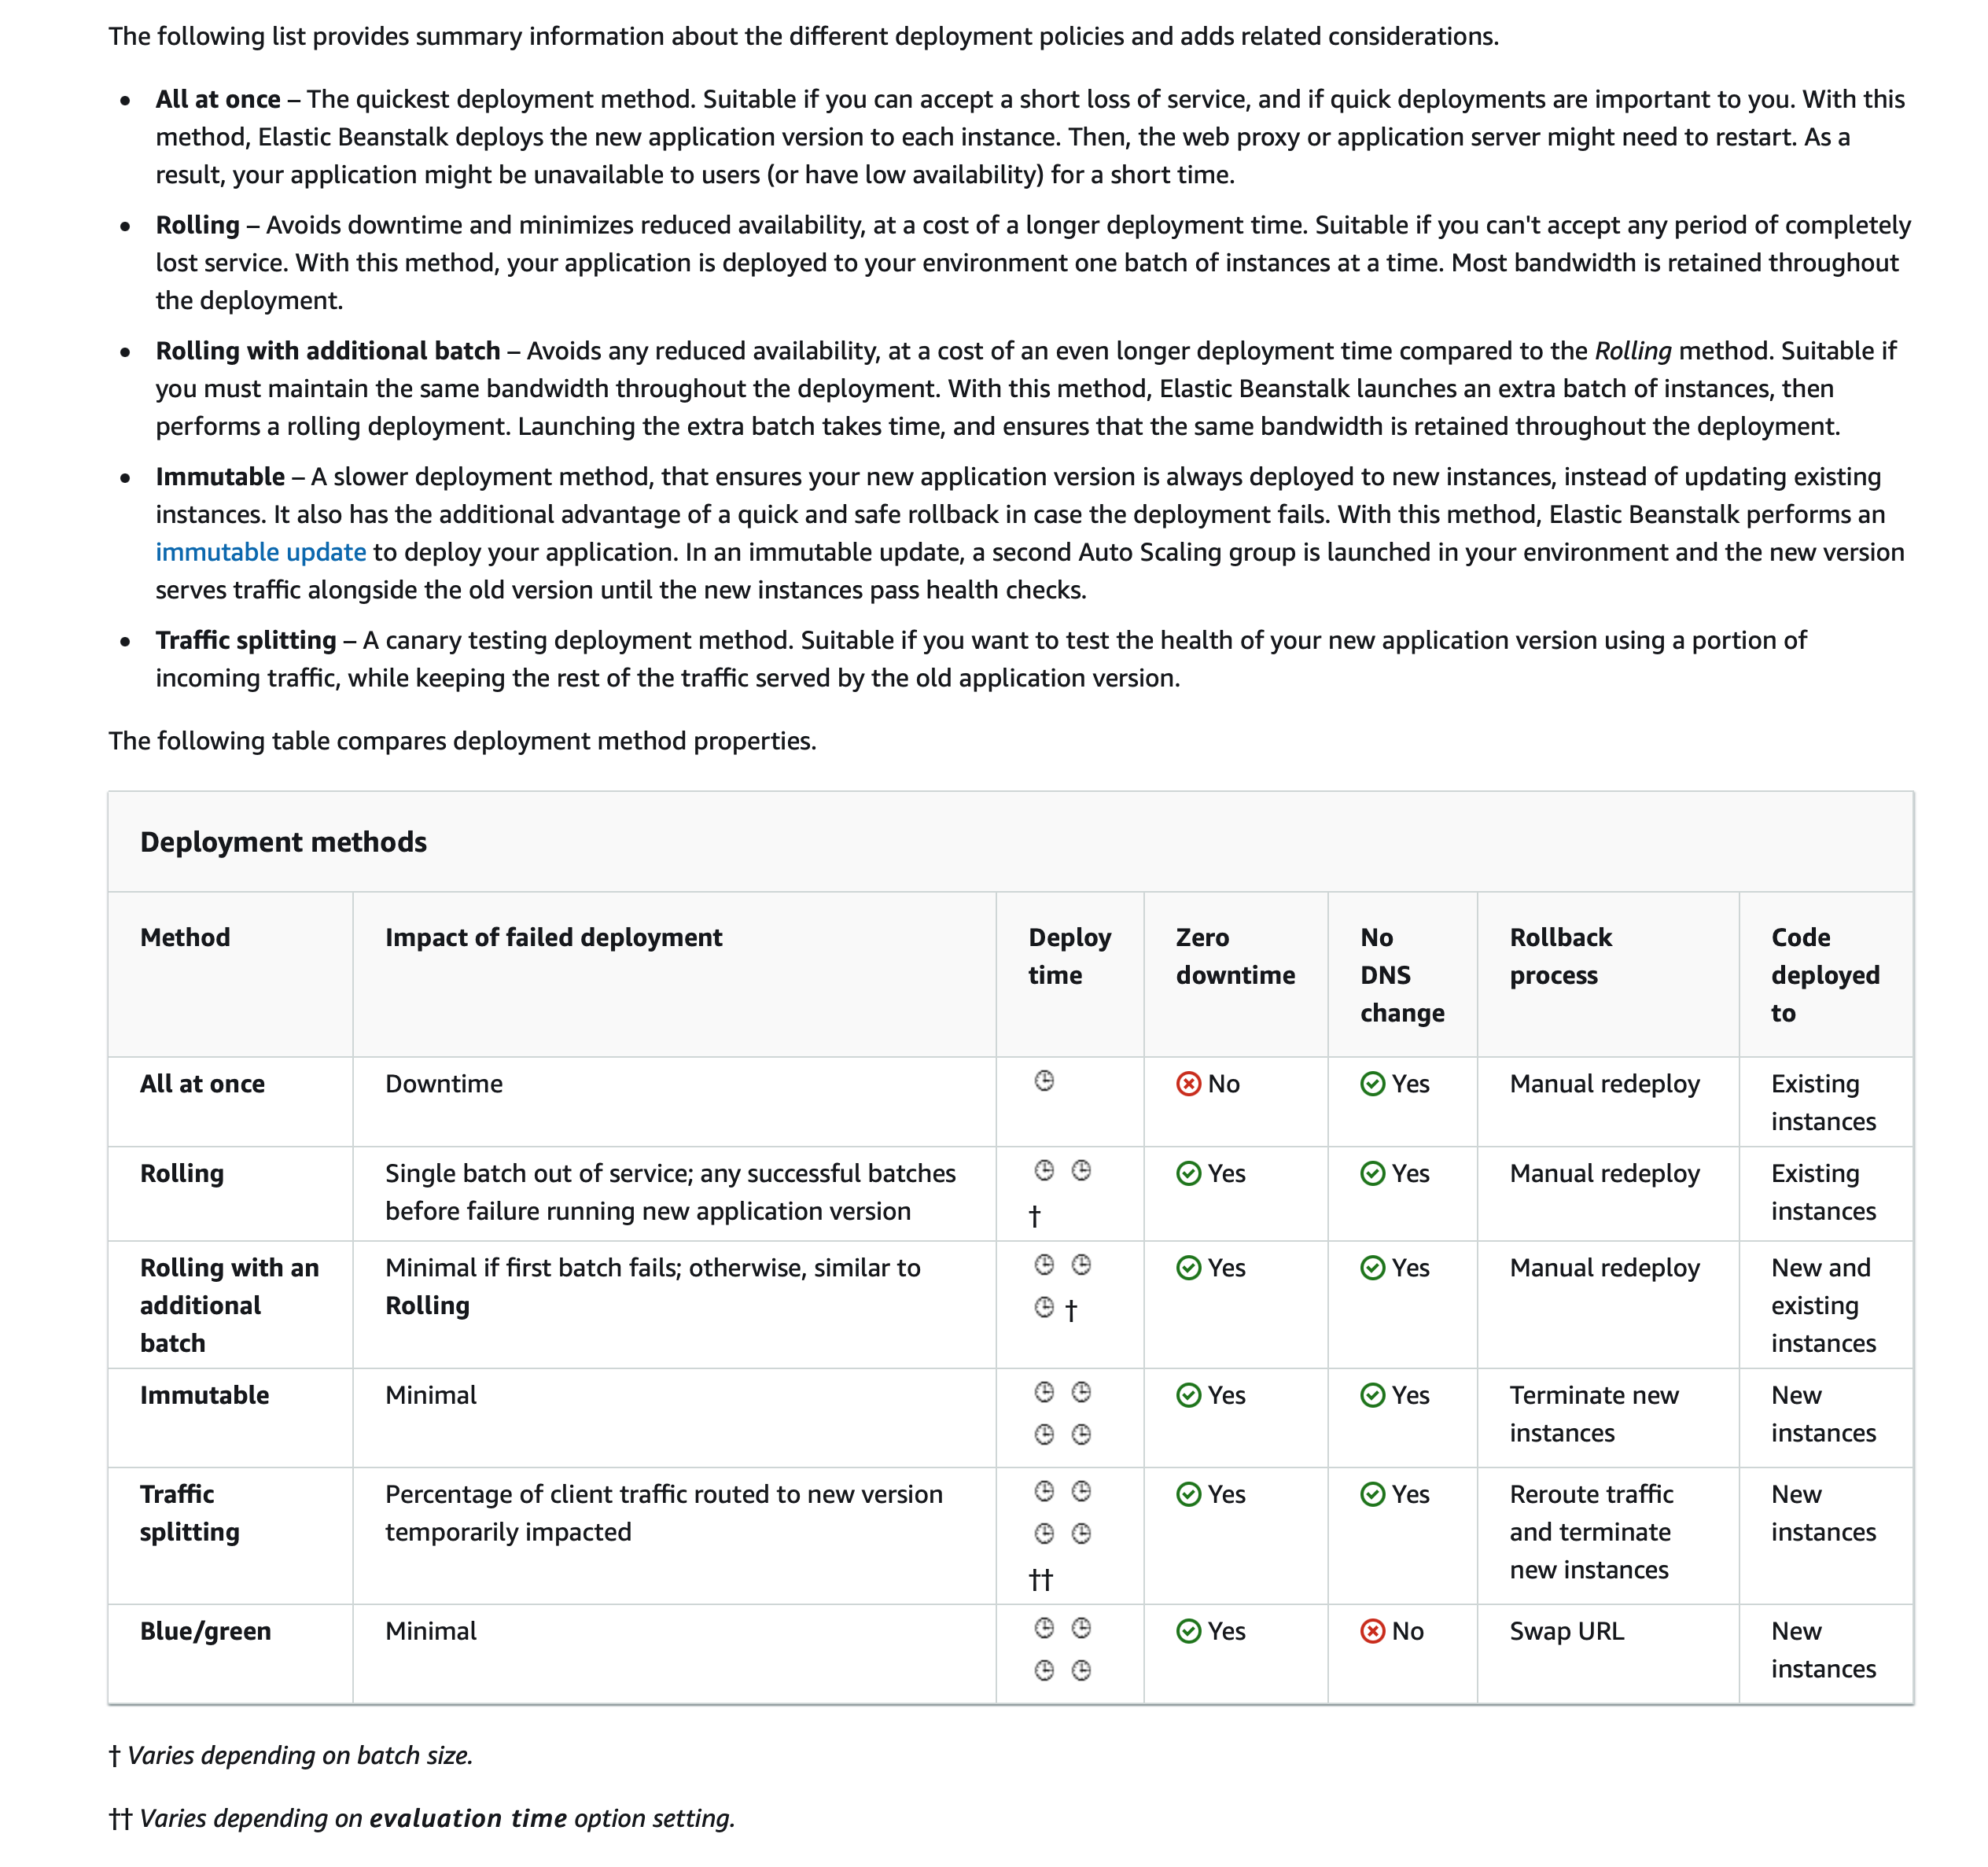 The following list provides summary information about the different deployment policies and adds related considerations.
• All at once – The quickest deployment method. Suitable if you can accept a short loss of service, and if quick deployments are important to you. With this
method, Elastic Beanstalk deploys the new application version to each instance. Then, the web proxy or application server might need to restart. As a
result, your application might be unavailable to users (or have low availability) for a short time.
• Rolling – Avoids downtime and minimizes reduced availability, at a cost of a longer deployment time. Suitable if you can't accept any period of completely
lost service. With this method, your application is deployed to your environment one batch of instances at a time. Most bandwidth is retained throughout
the deployment.
• Rolling with additional batch – Avoids any reduced availability, at a cost of an even longer deployment time compared to the Rolling method. Suitable if
you must maintain the same bandwidth throughout the deployment. With this method, Elastic Beanstalk launches an extra batch of instances, then
performs a rolling deployment. Launching the extra batch takes time, and ensures that the same bandwidth is retained throughout the deployment.
• Immutable – A slower deployment method, that ensures your new application version is always deployed to new instances, instead of updating existing
instances. It also has the additional advantage of a quick and safe rollback in case the deployment fails. With this method, Elastic Beanstalk performs an
immutable update to deploy your application. In an immutable update, a second Auto Scaling group is launched in your environment and the new version
serves traffic alongside the old version until the new instances pass health checks.
• Traffic splitting – A canary testing deployment method. Suitable if you want to test the health of your new application version using a portion of
incoming traffic, while keeping the rest of the traffic served by the old application version.
The following table compares deployment method properties.
Deployment methods
Method
Impact of failed deployment
Deploy
time
Zero
downtime
No
DNS
change
Rollback
process
Code
deployed
to
All at once
Downtime
No
Yes
Manual redeploy
Existing
instances
Rolling
Single batch out of service; any successful batches
before failure running new application version
†
Yes
Yes
Manual redeploy
Existing
instances
Rolling with an
additional
batch
Minimal if first batch fails; otherwise, similar to
Rolling
†
Yes
Yes
Manual redeploy
New and
existing
instances
Immutable
Minimal
Yes
Yes
Terminate new
instances
New
instances
Traffic
splitting
Percentage of client traffic routed to new version
temporarily impacted
††
Yes
Yes
Reroute traffic
and terminate
new instances
New
instances
Blue/green
Minimal
Yes
No
Swap URL
New
instances
† Varies depending on batch size.
†† Varies depending on evaluation time option setting.